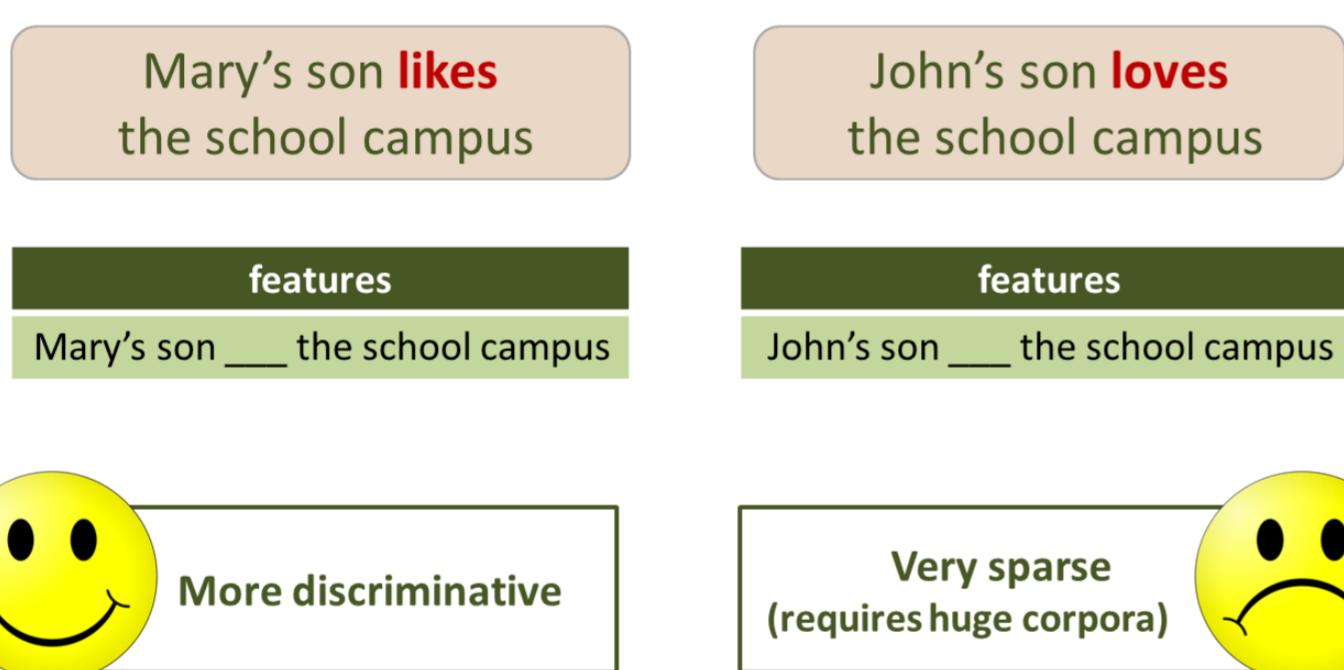 Mary’s son likes
the school campus
John’s son loves
the school campus
features
Mary’s son ___ the school campus
features
John’s son ___ the school campus
More discriminative
Very sparse
(requires huge corpora)